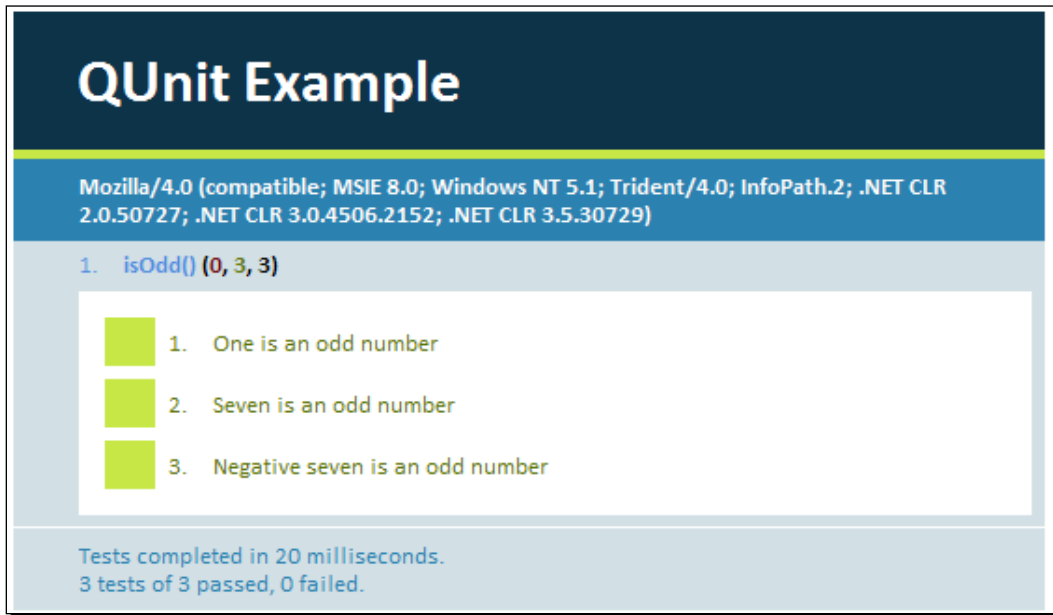 QUnit Example
Mozilla/4.0 (compatible; MSIE 8.0; Windows NT 5.1; Trident/4.0; InfoPath.2; .NET CLR
2.0.50727; .NET CLR 3.0.4506.2152; .NET CLR 3.5.30729)
1. isOdd() (0, 3, 3)
1. One is an odd number
2. Seven is an odd number
3. Negative seven is an odd number
Tests completed in 20 milliseconds.
3 tests of 3 passed, 0 failed.